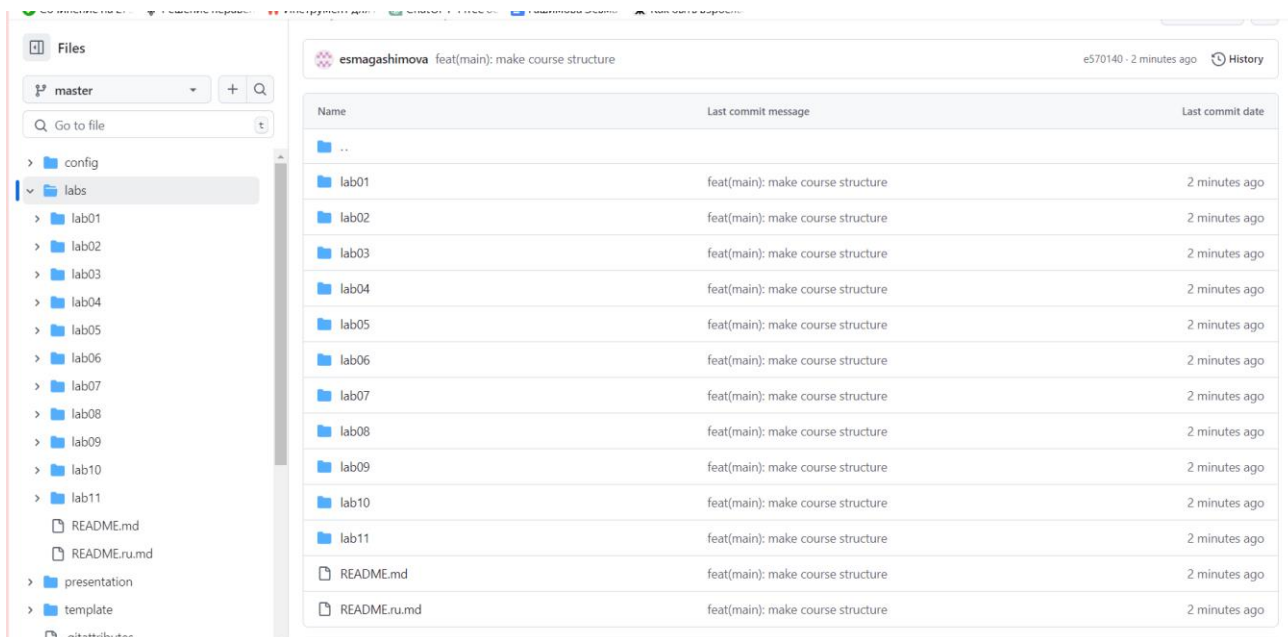 Files
master
Go to file
t
config
labs
lab01
lab02
lab03
lab04
lab05
lab06
lab07
lab08
lab09
lab10
lab11
README.md
README.ru.md
presentation
template
.gitattributes
esmagashimova feat(main): make course structure e570140 · 2 minutes ago History
Name Last commit message Last commit date
..
lab01 feat(main): make course structure 2 minutes ago
lab02 feat(main): make course structure 2 minutes ago
lab03 feat(main): make course structure 2 minutes ago
lab04 feat(main): make course structure 2 minutes ago
lab05 feat(main): make course structure 2 minutes ago
lab06 feat(main): make course structure 2 minutes ago
lab07 feat(main): make course structure 2 minutes ago
lab08 feat(main): make course structure 2 minutes ago
lab09 feat(main): make course structure 2 minutes ago
lab10 feat(main): make course structure 2 minutes ago
lab11 feat(main): make course structure 2 minutes ago
README.md feat(main): make course structure 2 minutes ago
README.ru.md feat(main): make course structure 2 minutes ago